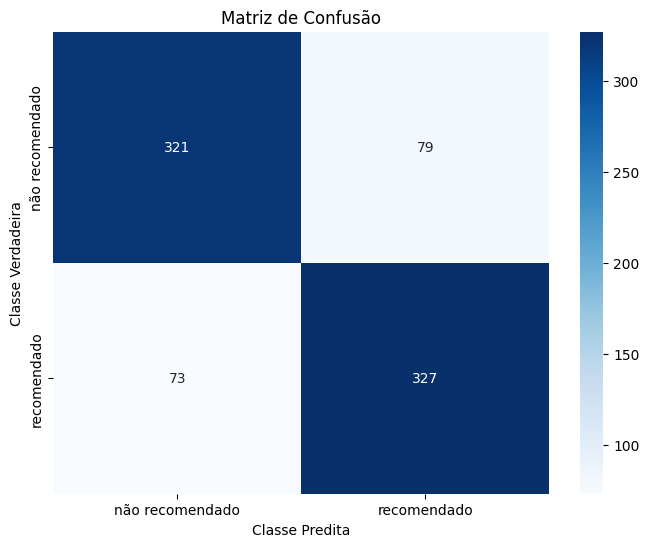 Matriz de Confusão
Classe Verdadeira
não recomendado
321
79
recomendado
73
327
não recomendado
recomendado
Classe Predita
300
250
200
150
100